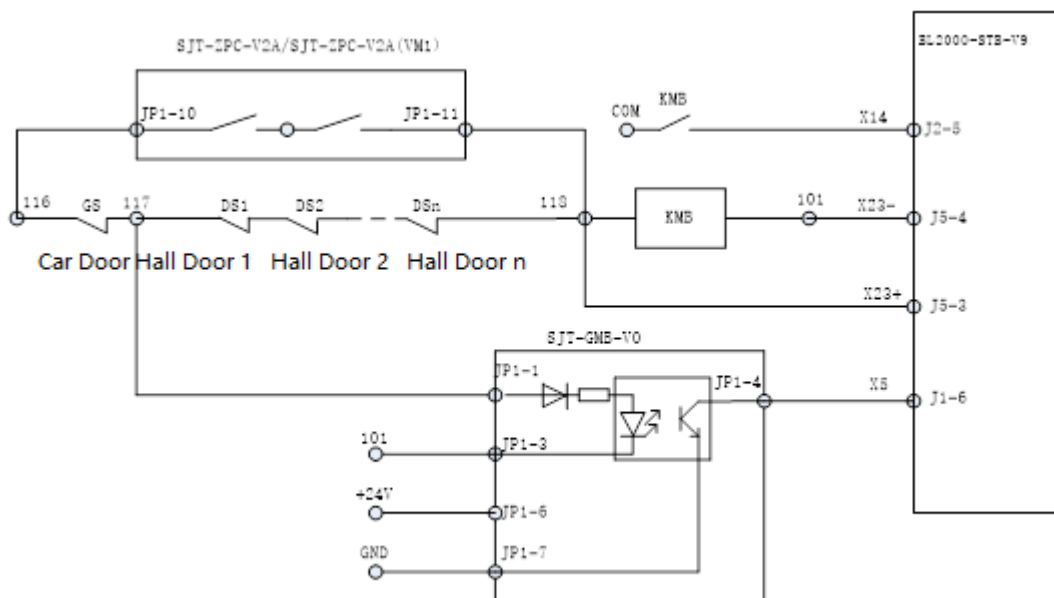 SJT-ZPC-V2A/SJT-ZPC-V2A(VM1)
BL2000-STB-V9
JP1-10
JP1-11
COM
KMB
X14
J2-5
116
GS
117
DS1
DS2
DSn
118
KMB
101
X23-
J5-4
Car Door
Hall Door 1
Hall Door 2
Hall Door n
X23+
J5-3
SJT-GMB-V0
JP1-1
JP1-4
X5
J1-6
101
JP1-3
+24V
JP1-6
GND
JP1-7